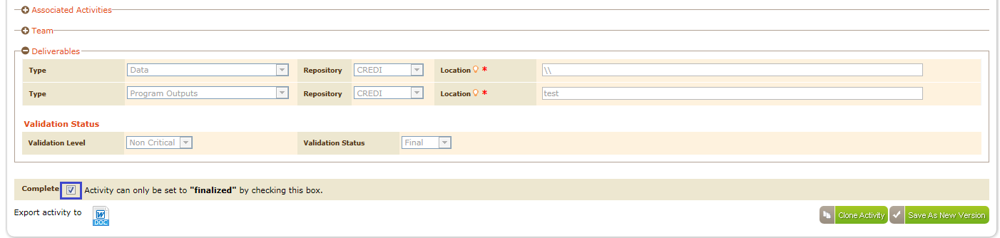 Associated Activities
Team
Deliverables
Type Data Repository CREDI Location * \\
Type Program Outputs Repository CREDI Location * test
Validation Status
Validation Level Non Critical Validation Status Final
Complete Activity can only be set to "finalized" by checking this box.
Export activity to W DOC Clone Activity Save As New Version